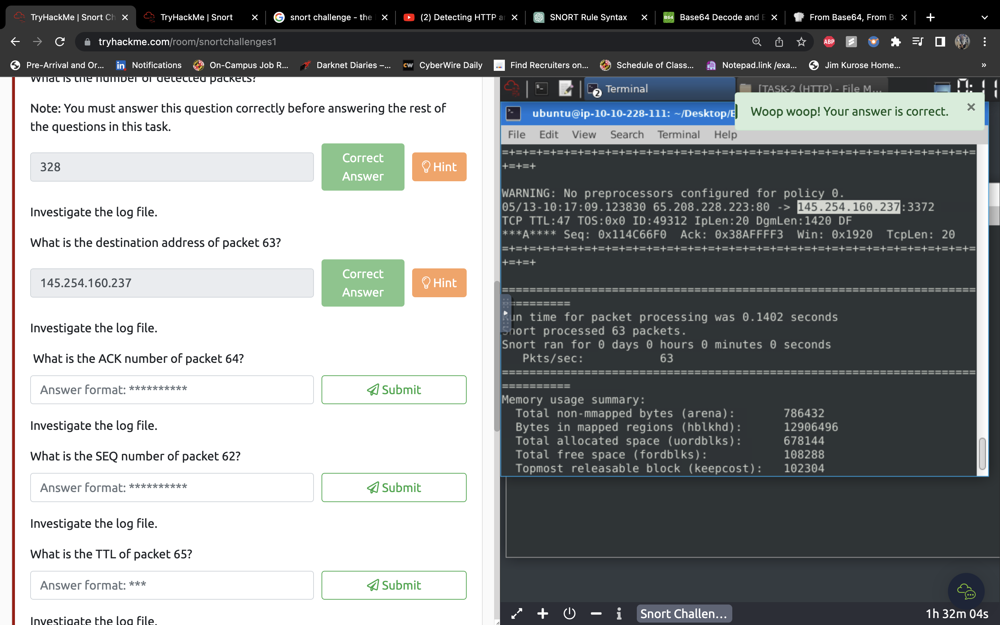 TryHackMe | Snort Ch
TryHackMe | Snort
snort challenge - the
(2) Detecting HTTP ar
SNORT Rule Syntax
B64 Base64 Decode and E
From Base64, From B
tryhackme.com/room/snortchallenges1
ABP
Pre-Arrival and Or...
in Notifications
On-Campus Job R...
Darknet Diaries –...
CW CyberWire Daily
Find Recruiters on...
Schedule of Class...
Notepad.link /exa...
Jim Kurose Home...
»
What is the number of detected packets?
Note: You must answer this question correctly before answering the rest of
the questions in this task.
328
Correct
Answer
Hint
Investigate the log file.
What is the destination address of packet 63?
145.254.160.237
Correct
Answer
Hint
Investigate the log file.
What is the ACK number of packet 64?
Answer format: **********
Submit
Investigate the log file.
What is the SEQ number of packet 62?
Answer format: **********
Submit
Investigate the log file.
What is the TTL of packet 65?
Answer format: ***
Submit
Investigate the log file.
2 Terminal
[TASK-2 (HTTP) - File M...
ubuntu@ip-10-10-228-111: ~/Desktop/E
Woop woop! Your answer is correct.
File Edit View Search Terminal Help
=+=+=+=+=+=+=+=+=+=+=+=+=+=+=+=+=+=+=+=+=+=+=+=+=+=+=+=+=+=+=+=+=+=+=
+=+=+
WARNING: No preprocessors configured for policy 0.
05/13-10:17:09.123830 65.208.228.223:80 -> 145.254.160.237:3372
TCP TTL:47 TOS:0x0 ID:49312 IpLen:20 DgmLen:1420 DF
***A**** Seq: 0x114C66F0  Ack: 0x38AFFFF3  Win: 0x1920  TcpLen: 20
=+=+=+=+=+=+=+=+=+=+=+=+=+=+=+=+=+=+=+=+=+=+=+=+=+=+=+=+=+=+=+=+=+=+=
+=+=+
=====================================================================
==========
Run time for packet processing was 0.1402 seconds
Snort processed 63 packets.
Snort ran for 0 days 0 hours 0 minutes 0 seconds
Pkts/sec: 63
=====================================================================
==========
Memory usage summary:
Total non-mmapped bytes (arena): 786432
Bytes in mapped regions (hblkhd): 12906496
Total allocated space (uordblks): 678144
Total free space (fordblks): 108288
Topmost releasable block (keepcost): 102304
Snort Challen...
1h 32m 04s